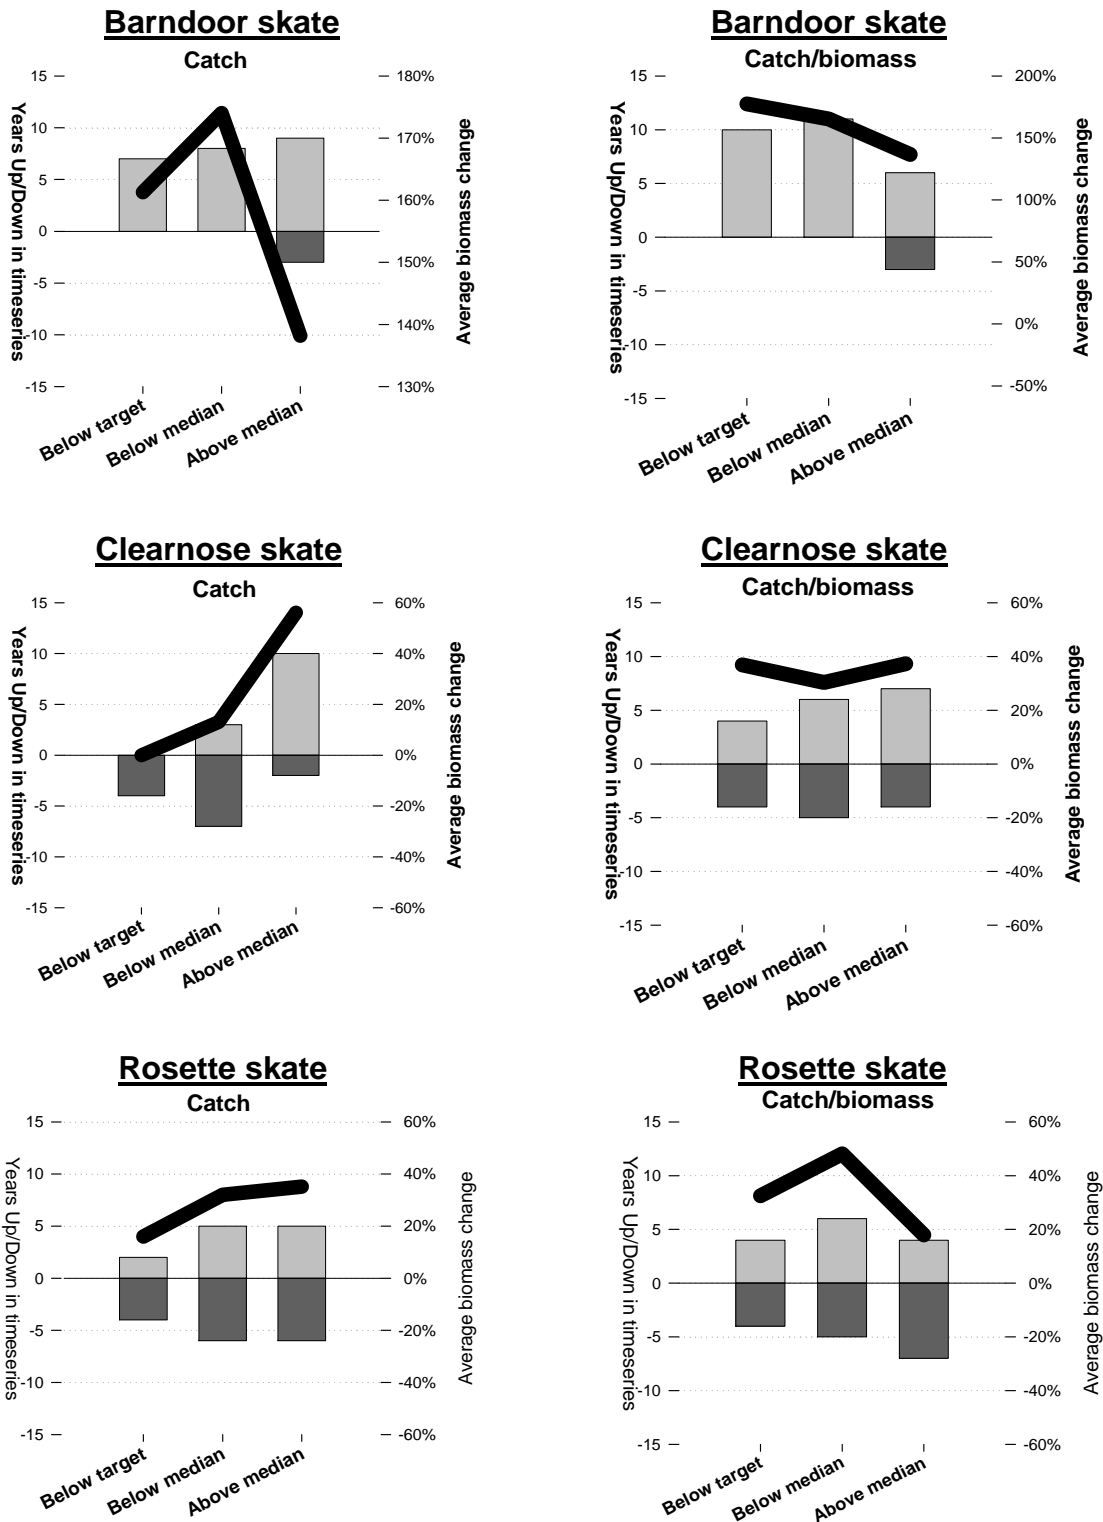 Barndoor skate
Catch
15
10
5
0
-5
-10
-15
Years Up/Down in timeseries
180%
170%
160%
150%
140%
130%
Average biomass change
Below target
Below median
Above median
Barndoor skate
Catch/biomass
15
10
5
0
-5
-10
-15
Years Up/Down in timeseries
200%
150%
100%
50%
0%
-50%
Average biomass change
Below target
Below median
Above median
Clearnose skate
Catch
15
10
5
0
-5
-10
-15
Years Up/Down in timeseries
60%
40%
20%
0%
-20%
-40%
-60%
Average biomass change
Below target
Below median
Above median
Clearnose skate
Catch/biomass
15
10
5
0
-5
-10
-15
Years Up/Down in timeseries
60%
40%
20%
0%
-20%
-40%
-60%
Average biomass change
Below target
Below median
Above median
Rosette skate
Catch
15
10
5
0
-5
-10
-15
Years Up/Down in timeseries
60%
40%
20%
0%
-20%
-40%
-60%
Average biomass change
Below target
Below median
Above median
Rosette skate
Catch/biomass
15
10
5
0
-5
-10
-15
Years Up/Down in timeseries
60%
40%
20%
0%
-20%
-40%
-60%
Average biomass change
Below target
Below median
Above median